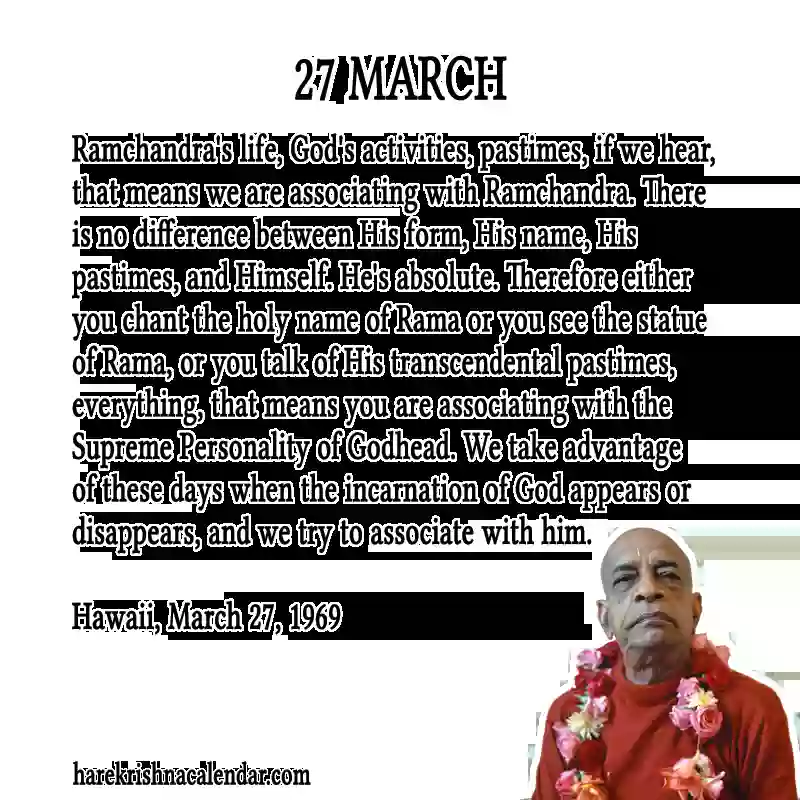 27 MARCH
Ramchandra's life, God's activities, pastimes, if we hear,
that means we are associating with Ramchandra. There
is no difference between His form, His name, His
pastimes, and Himself. He's absolute. Therefore either
you chant the holy name of Rama or you see the statue
of Rama, or you talk of His transcendental pastimes,
everything, that means you are associating with the
Supreme Personality of Godhead. We take advantage
of these days when the incarnation of God appears or
disappears, and we try to associate with him.
Hawaii, March 27, 1969
harekrishnacalendar.com